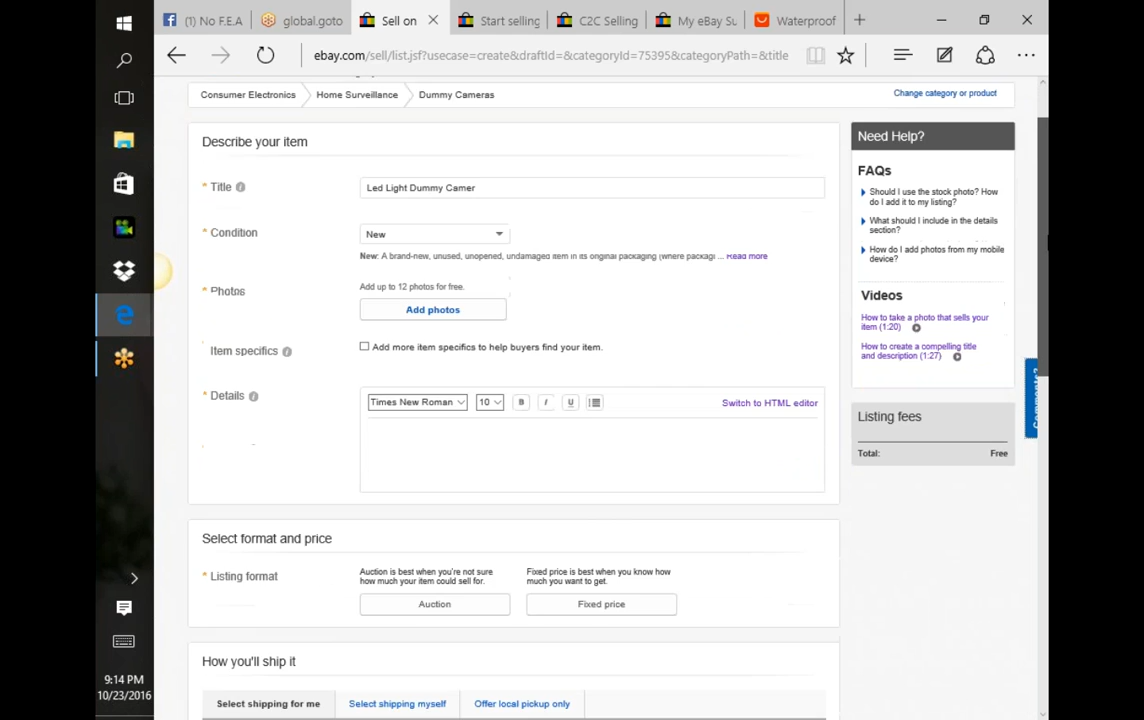 (1) No F.E.A
global.goto
Sell on
Start selling
C2C Selling
My eBay Su
Waterproof
ebay.com/sell/list.jsf?usecase=create&draftId=&categoryId=75395&categoryPath=&title
Consumer Electronics
Home Surveillance
Dummy Cameras
Change category or product
Describe your item
* Title
Led Light Dummy Camer
* Condition
New
New: A brand-new, unused, unopened, undamaged item in its original packaging (where packagi ... Read more
* Photos
Add up to 12 photos for free.
Add photos
Item specifics
Add more item specifics to help buyers find your item.
* Details
Times New Roman
10
B
I
U
Switch to HTML editor
Select format and price
* Listing format
Auction is best when you're not sure
how much your item could sell for.
Auction
Fixed price is best when you know how
much you want to get.
Fixed price
How you'll ship it
Select shipping for me
Select shipping myself
Offer local pickup only
Need Help?
FAQs
Should I use the stock photo? How
do I add it to my listing?
What should I include in the details
section?
How do I add photos from my mobile
device?
Videos
How to take a photo that sells your
item (1:20)
How to create a compelling title
and description (1:27)
Comments?
Listing fees
Total:
Free
9:14 PM
10/23/2016